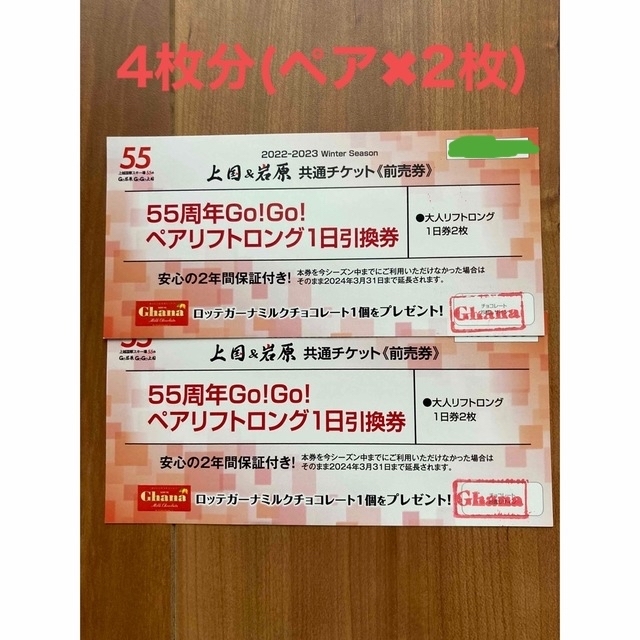 4枚分(ペア✖2枚)
55
2022-2023 Winter Season
上国&岩原 共通チケット《前売券》
55周年Go!Go!
ペアリフトロング1日引換券
●大人リフトロング
1日券2枚
安心の2年間保証付き!
本券を今シーズン中までにご利用いただけなかった場合は
そのまま2024年3月31日まで延長されます。
Ghana
Milk Chocolate
ロッテガーナミルクチョコレート1個をプレゼント!
チョコレート
Ghana
上国&岩原 共通チケット《前売券》
55周年Go!Go!
ペアリフトロング1日引換券
●大人リフトロング
1日券2枚
安心の2年間保証付き!
本券を今シーズン中までにご利用いただけなかった場合は
そのまま2024年3月31日まで延長されます。
Ghana
Milk Chocolate
ロッテガーナミルクチョコレート1個をプレゼント!
Ghana